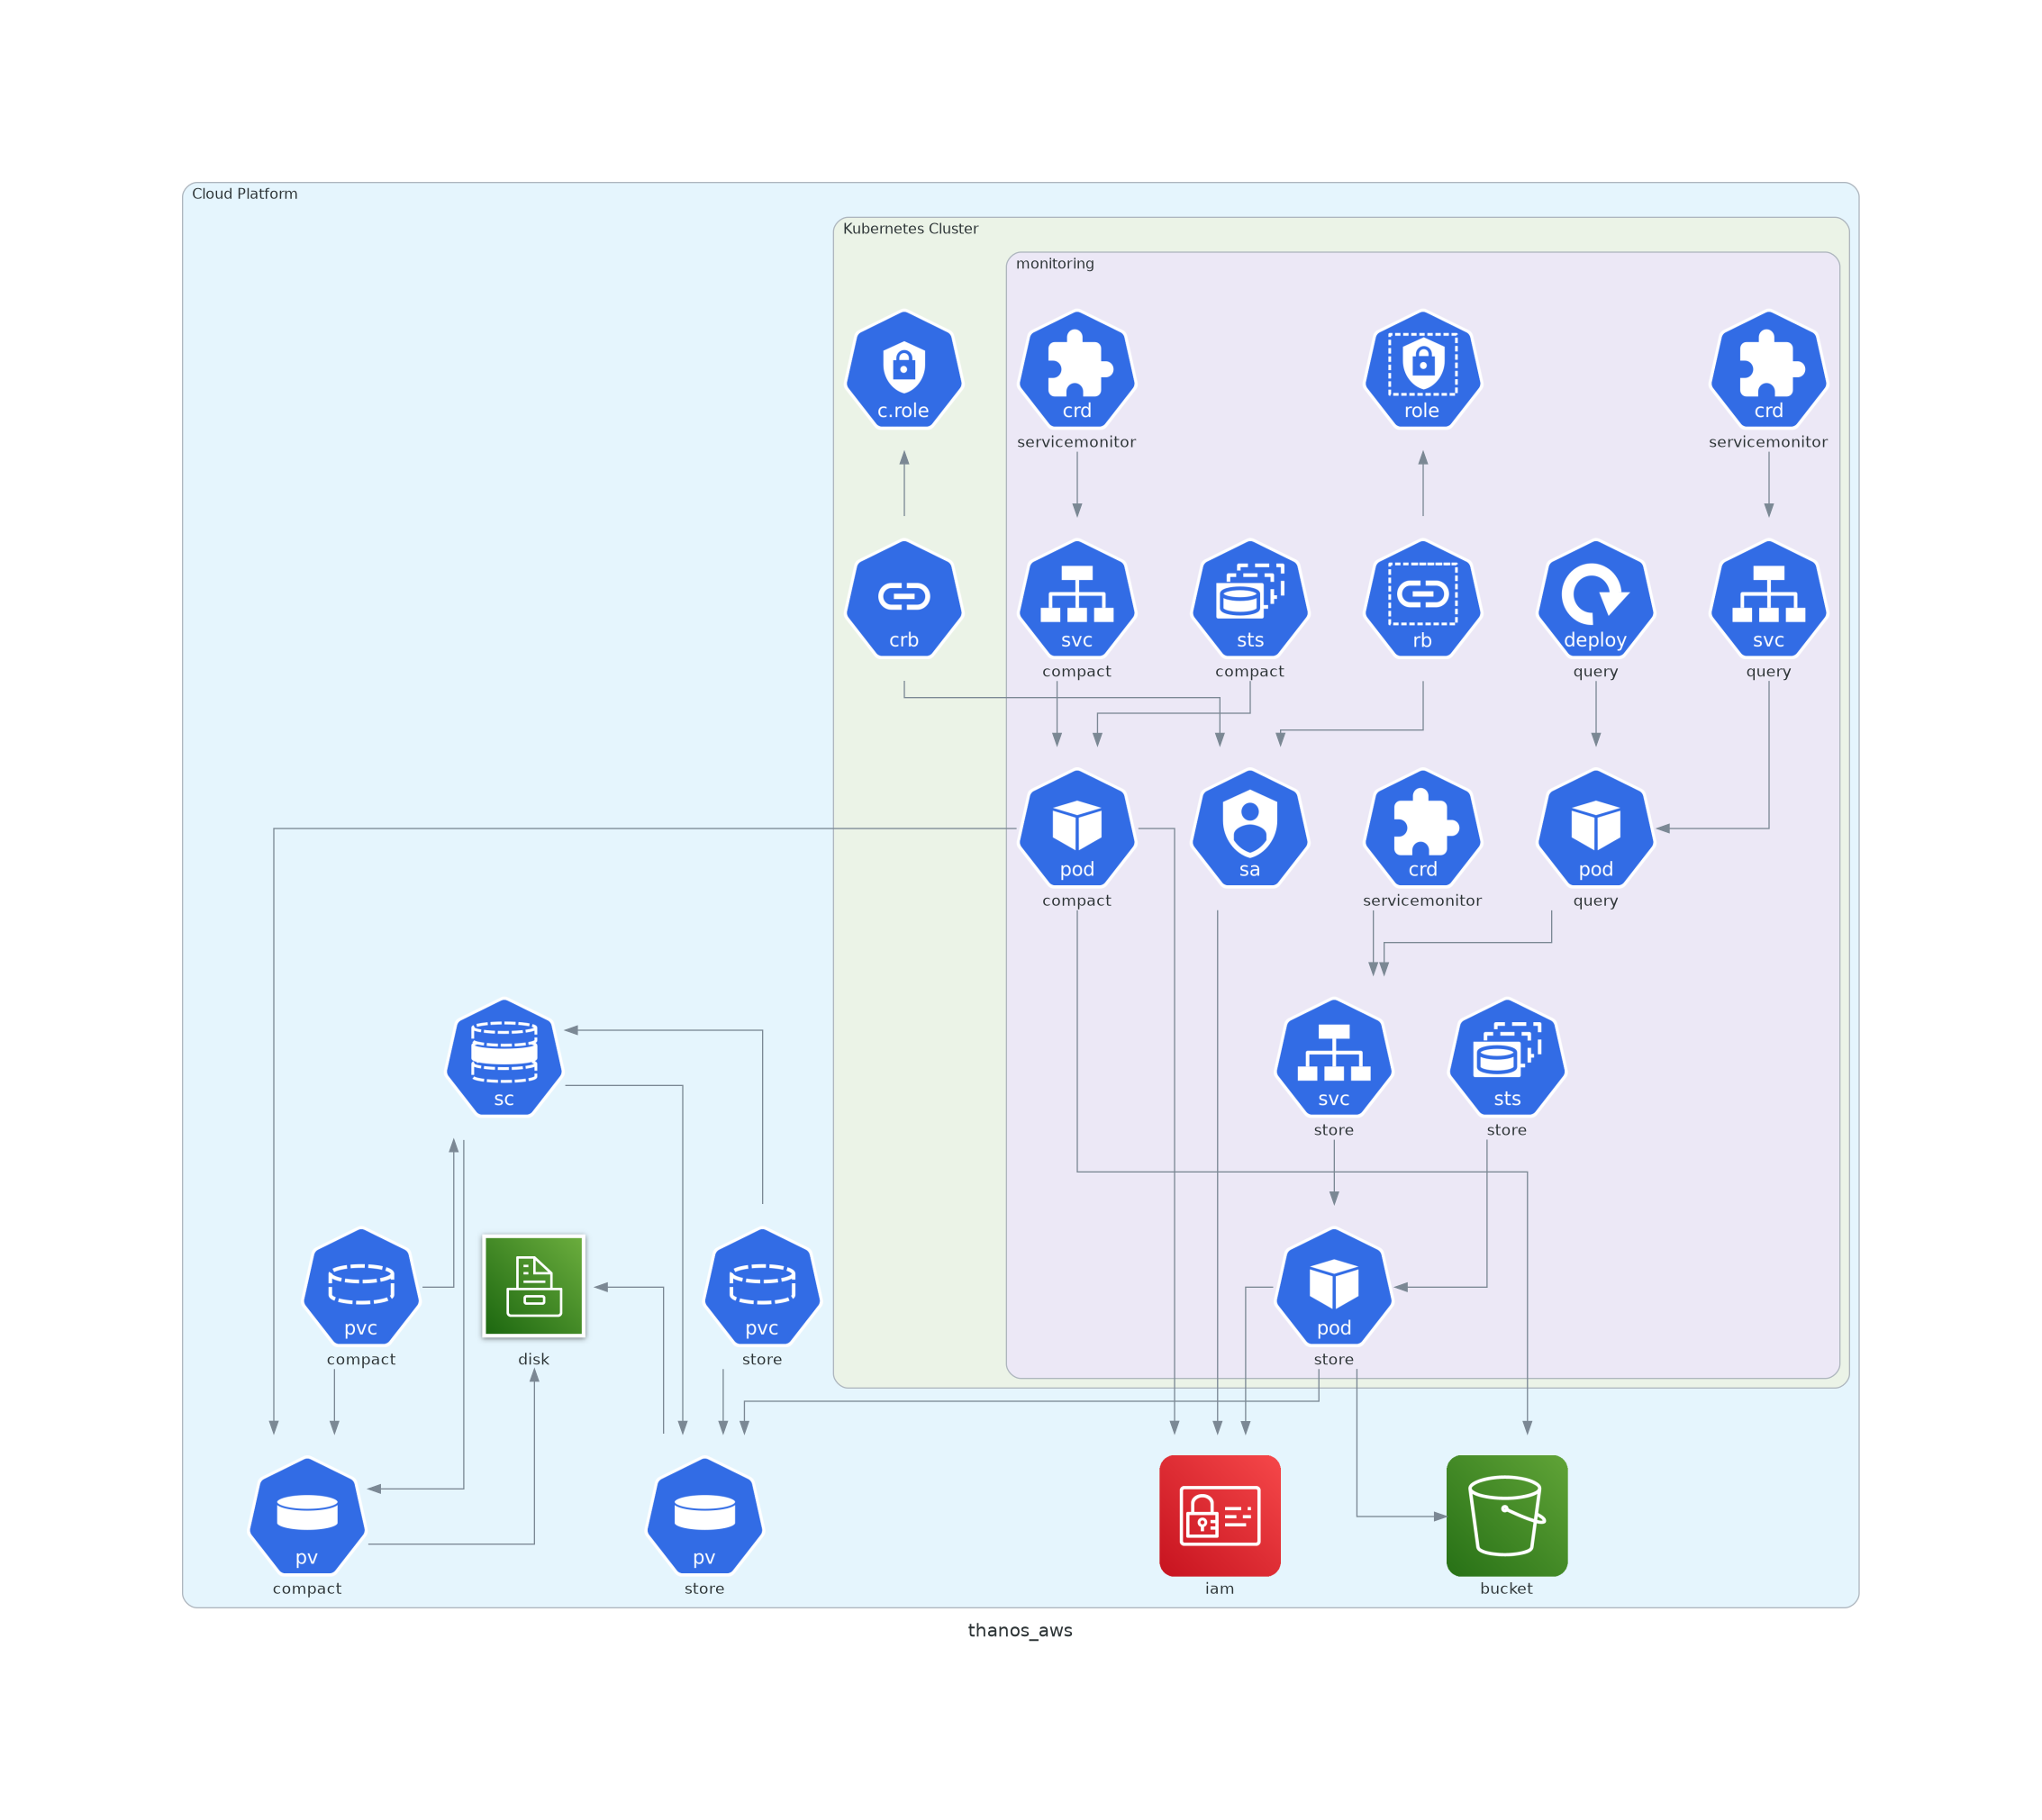 Cloud Platform
Kubernetes Cluster
monitoring
c.role
crd
servicemonitor
role
crd
servicemonitor
crb
svc
compact
sts
compact
rb
deploy
query
svc
query
pod
compact
sa
crd
servicemonitor
pod
query
sc
svc
store
sts
store
pvc
compact
disk
pvc
store
pod
store
pv
compact
pv
store
iam
bucket
thanos_aws